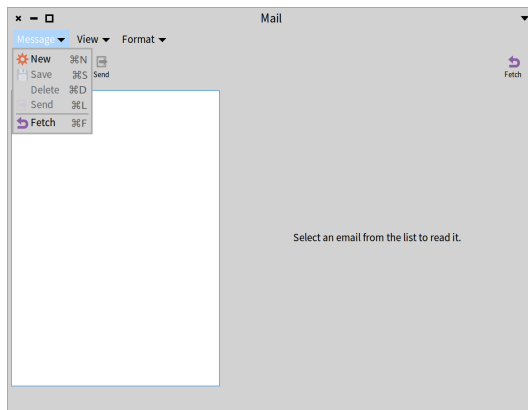 Mail
Message View Format
New ⌘N
Save ⌘S
Delete ⌘D
Send ⌘L
Fetch ⌘F
Send
Fetch
Select an email from the list to read it.